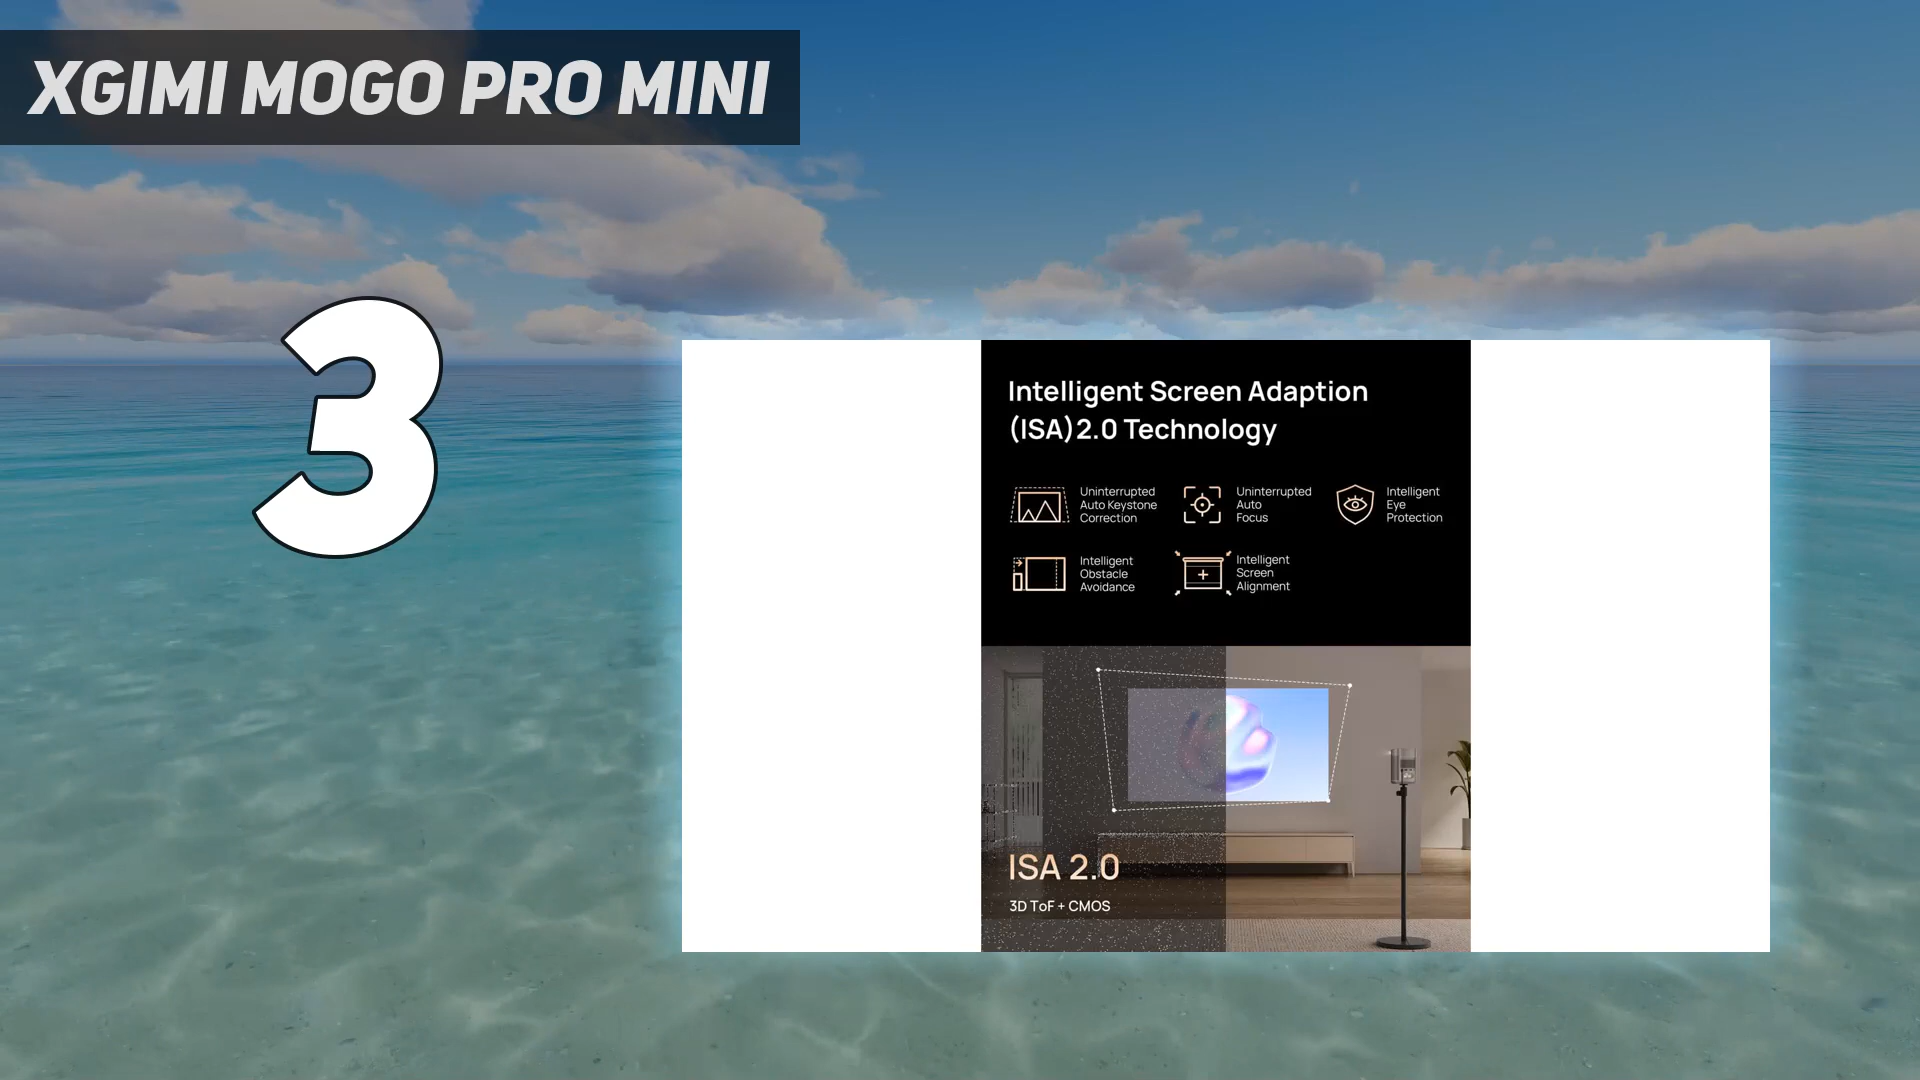 XGIMI MOGO PRO MINI
3
Intelligent Screen Adaption
(ISA)2.0 Technology
Uninterrupted
Auto Keystone
Correction
Uninterrupted
Auto
Focus
Intelligent
Eye
Protection
Intelligent
Obstacle
Avoidance
Intelligent
Screen
Alignment
ISA 2.0
3D ToF + CMOS